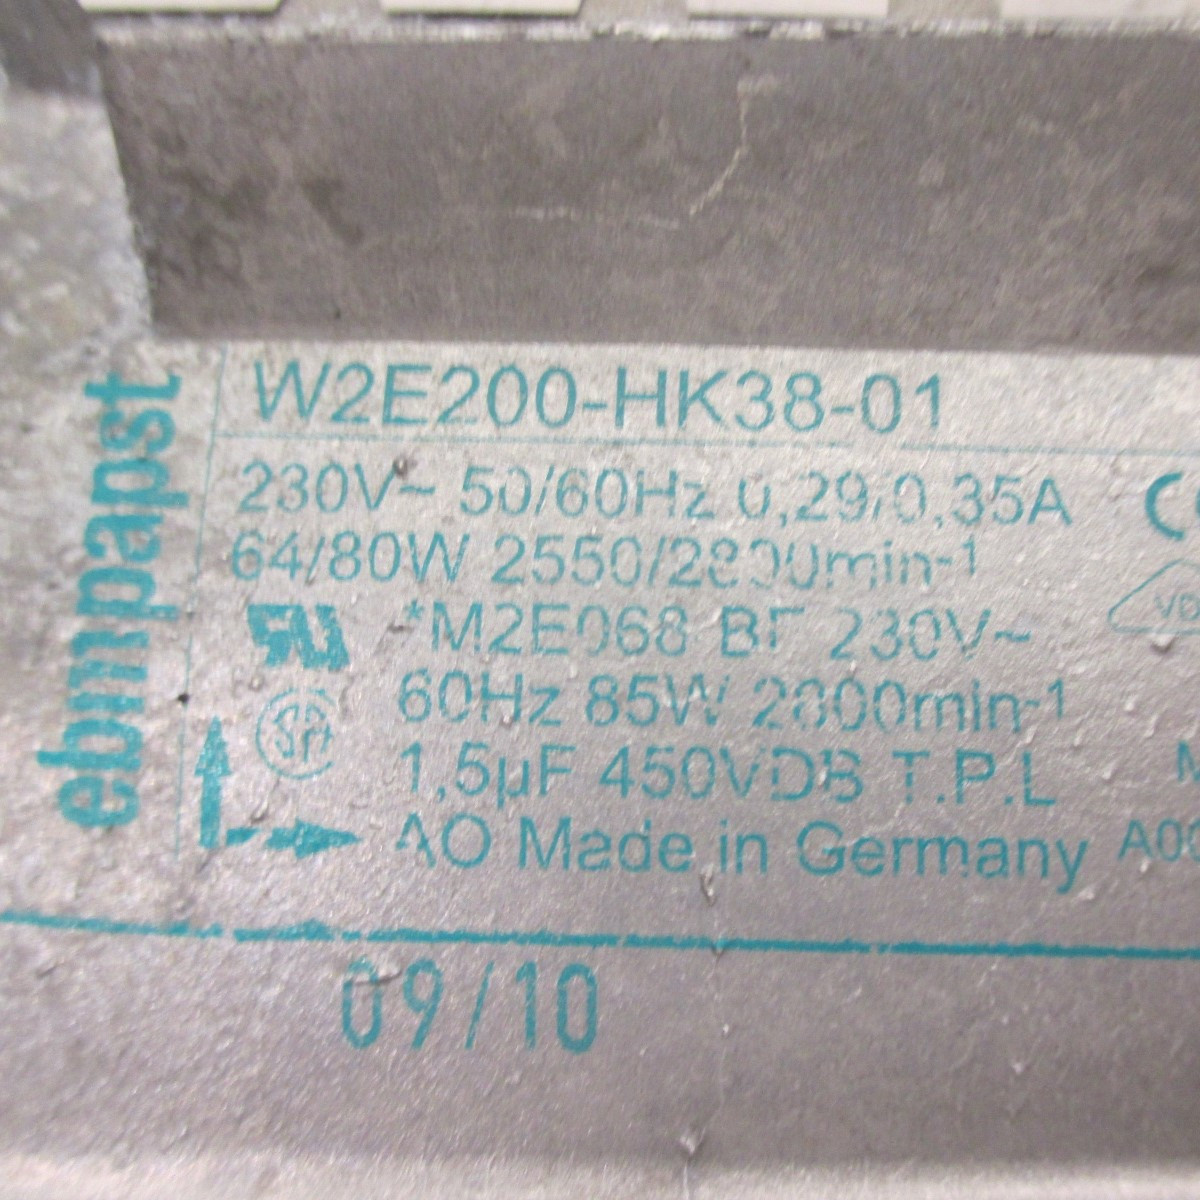 ebmpapst
W2E200-HK38-01
230V~ 50/60Hz 0,29/0,35A
64/80W 2550/2800min-1
*M2E068 BF 230V~
60Hz 85W 2800min-1
1,5µF 450VDB T.P.L
AO Made in Germany
09/10